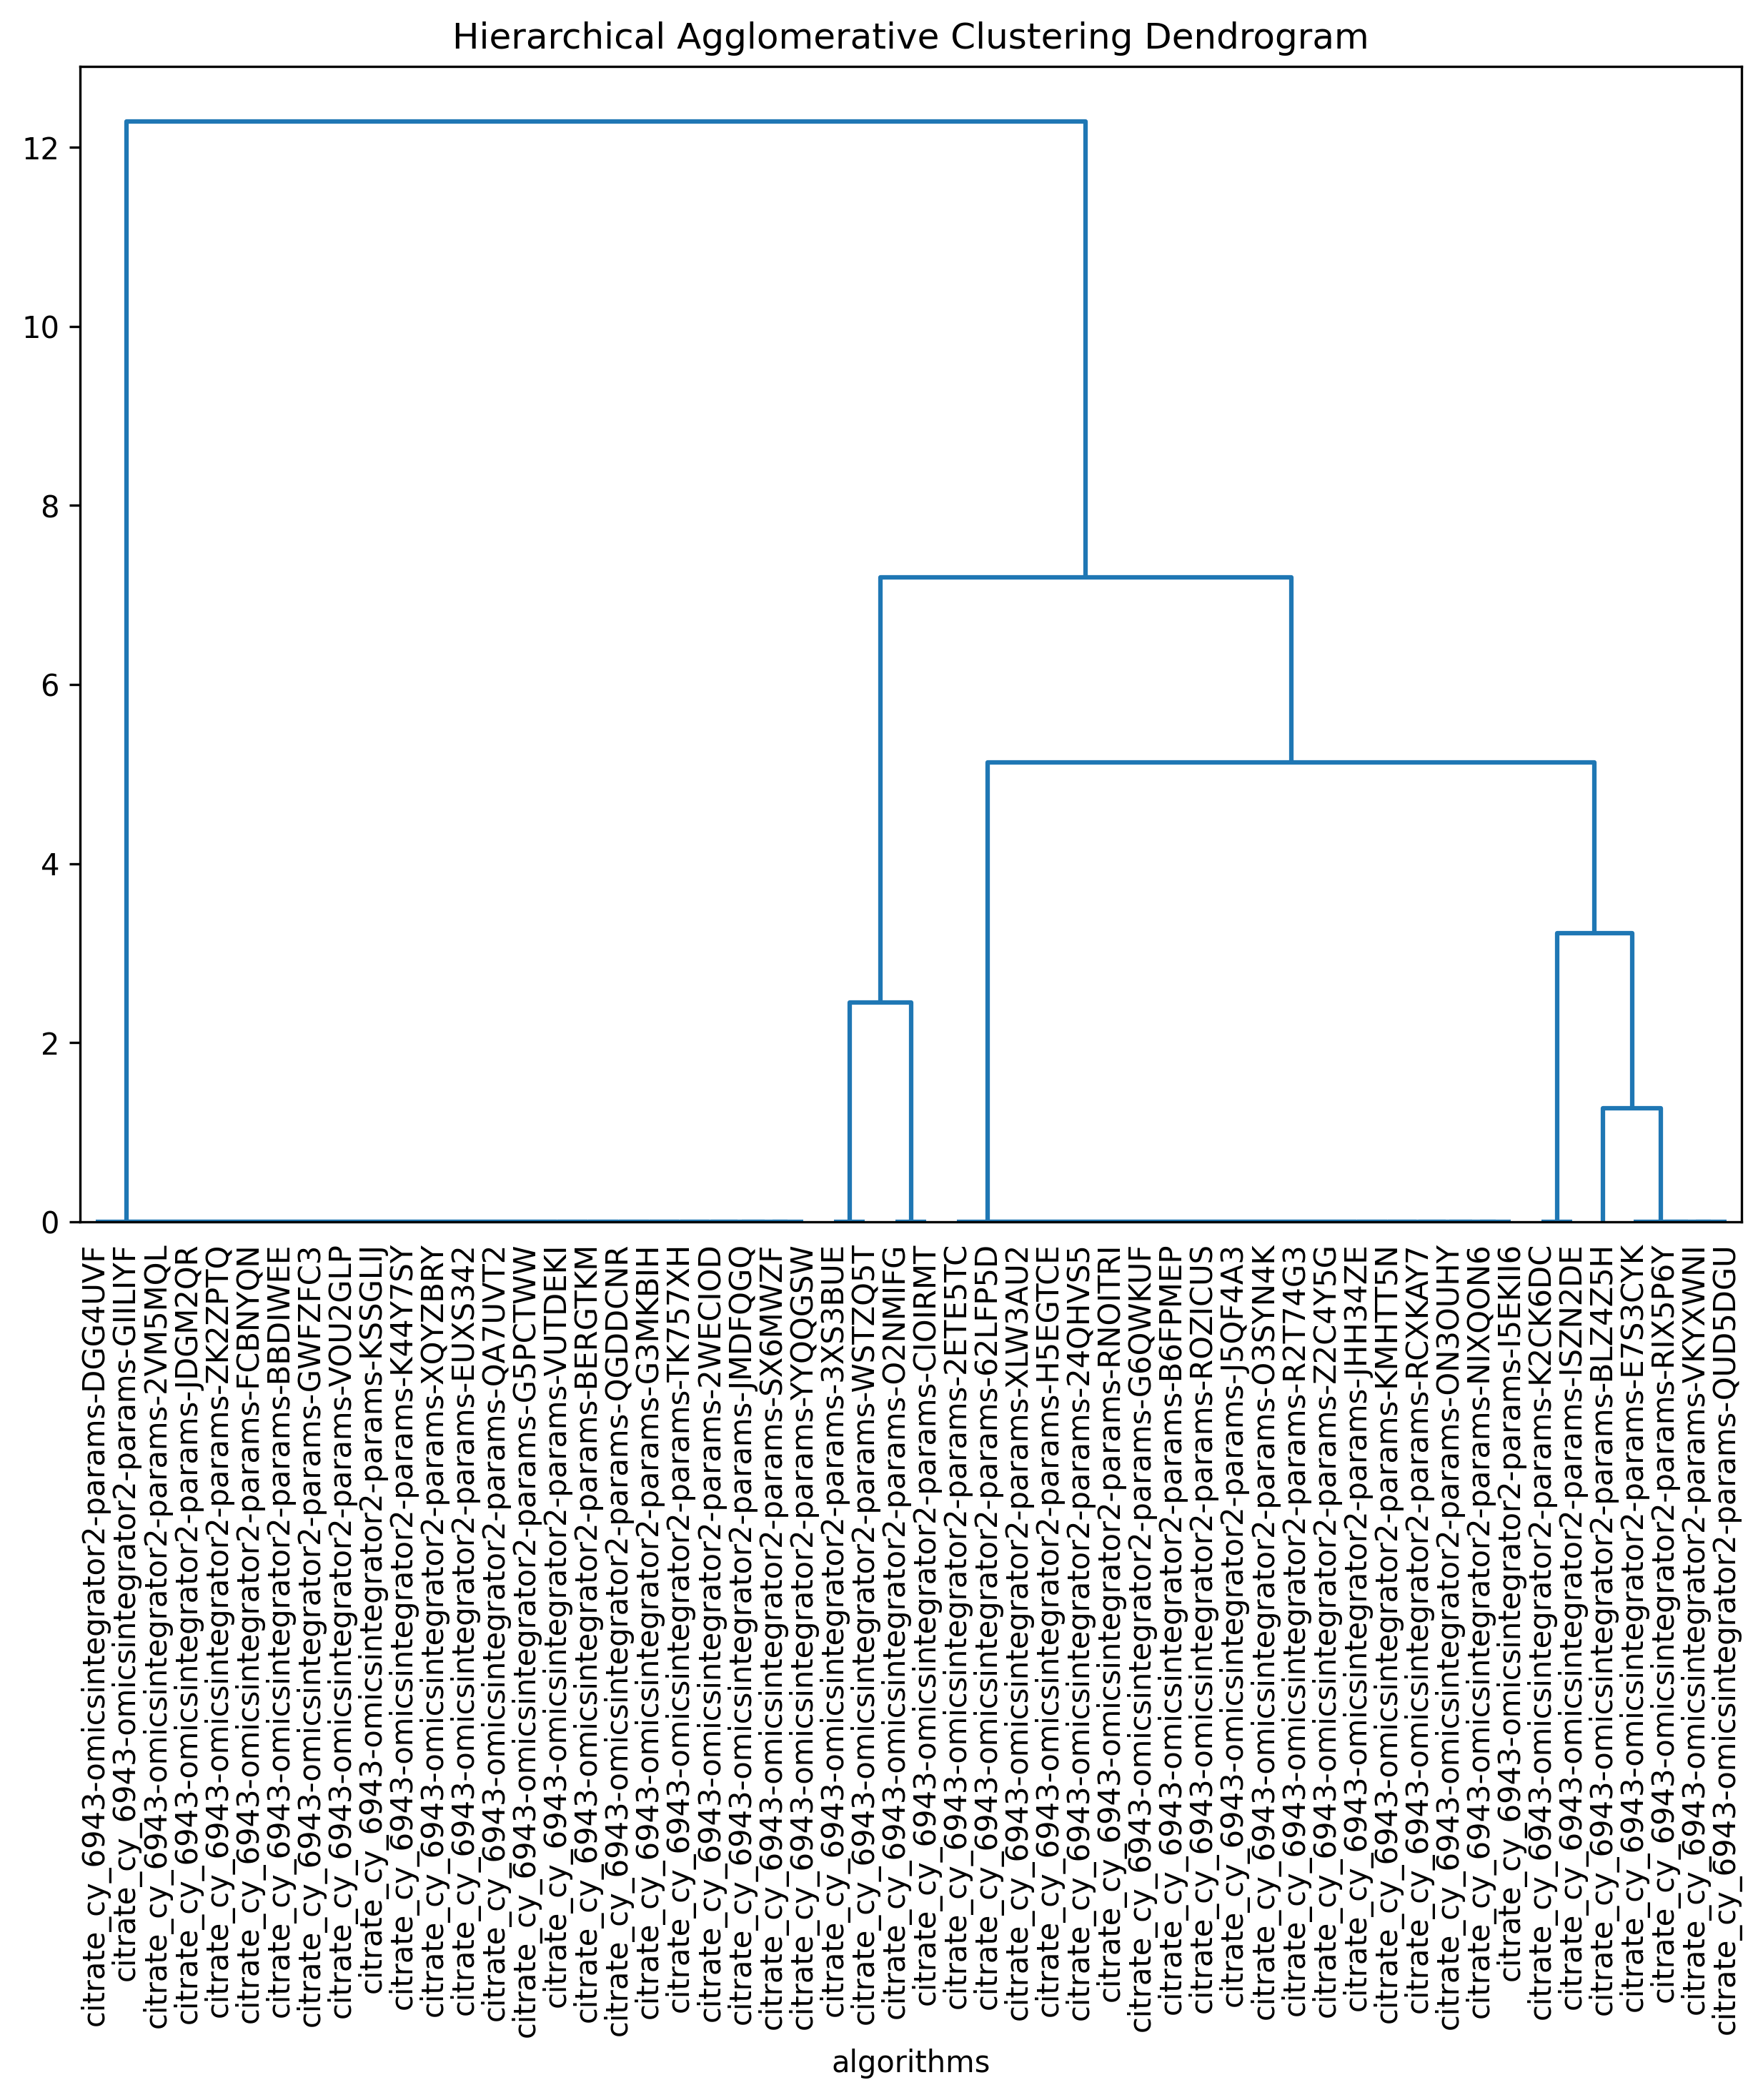 Hierarchical Agglomerative Clustering Dendrogram
12
10
8
6
4
2
0
citrate_cy_6943-omicsintegrator2-params-DGG4UVF
citrate_cy_6943-omicsintegrator2-params-GIILIYF
citrate_cy_6943-omicsintegrator2-params-2VM5MQL
citrate_cy_6943-omicsintegrator2-params-JDGM2QR
citrate_cy_6943-omicsintegrator2-params-ZK2ZPTQ
citrate_cy_6943-omicsintegrator2-params-FCBNYQN
citrate_cy_6943-omicsintegrator2-params-BBDIWEE
citrate_cy_6943-omicsintegrator2-params-GWFZFC3
citrate_cy_6943-omicsintegrator2-params-VOU2GLP
citrate_cy_6943-omicsintegrator2-params-KSSGLIJ
citrate_cy_6943-omicsintegrator2-params-K44Y7SY
citrate_cy_6943-omicsintegrator2-params-XQYZBRY
citrate_cy_6943-omicsintegrator2-params-EUXS342
citrate_cy_6943-omicsintegrator2-params-QA7UVT2
citrate_cy_6943-omicsintegrator2-params-G5PCTWW
citrate_cy_6943-omicsintegrator2-params-VUTDEKI
citrate_cy_6943-omicsintegrator2-params-BERGTKM
citrate_cy_6943-omicsintegrator2-params-QGDDCNR
citrate_cy_6943-omicsintegrator2-params-G3MKBIH
citrate_cy_6943-omicsintegrator2-params-TK757XH
citrate_cy_6943-omicsintegrator2-params-2WECIOD
citrate_cy_6943-omicsintegrator2-params-JMDFQGQ
citrate_cy_6943-omicsintegrator2-params-SX6MWZF
citrate_cy_6943-omicsintegrator2-params-YYQQGSW
citrate_cy_6943-omicsintegrator2-params-3XS3BUE
citrate_cy_6943-omicsintegrator2-params-WSTZQ5T
citrate_cy_6943-omicsintegrator2-params-O2NMIFG
citrate_cy_6943-omicsintegrator2-params-CIOIRMT
citrate_cy_6943-omicsintegrator2-params-2ETE5TC
citrate_cy_6943-omicsintegrator2-params-62LFP5D
citrate_cy_6943-omicsintegrator2-params-XLW3AU2
citrate_cy_6943-omicsintegrator2-params-H5EGTCE
citrate_cy_6943-omicsintegrator2-params-24QHVS5
citrate_cy_6943-omicsintegrator2-params-RNOITRI
citrate_cy_6943-omicsintegrator2-params-G6QWKUF
citrate_cy_6943-omicsintegrator2-params-B6FPMEP
citrate_cy_6943-omicsintegrator2-params-ROZICUS
citrate_cy_6943-omicsintegrator2-params-J5QF4A3
citrate_cy_6943-omicsintegrator2-params-O3SYN4K
citrate_cy_6943-omicsintegrator2-params-R2T74G3
citrate_cy_6943-omicsintegrator2-params-Z2C4Y5G
citrate_cy_6943-omicsintegrator2-params-JHH34ZE
citrate_cy_6943-omicsintegrator2-params-KMHTT5N
citrate_cy_6943-omicsintegrator2-params-RCXKAY7
citrate_cy_6943-omicsintegrator2-params-ON3OUHY
citrate_cy_6943-omicsintegrator2-params-NIXQON6
citrate_cy_6943-omicsintegrator2-params-I5EKII6
citrate_cy_6943-omicsintegrator2-params-K2CK6DC
citrate_cy_6943-omicsintegrator2-params-ISZN2DE
citrate_cy_6943-omicsintegrator2-params-BLZ4Z5H
citrate_cy_6943-omicsintegrator2-params-E7S3CYK
citrate_cy_6943-omicsintegrator2-params-RIX5P6Y
citrate_cy_6943-omicsintegrator2-params-VKYXWNI
citrate_cy_6943-omicsintegrator2-params-QUD5DGU
algorithms